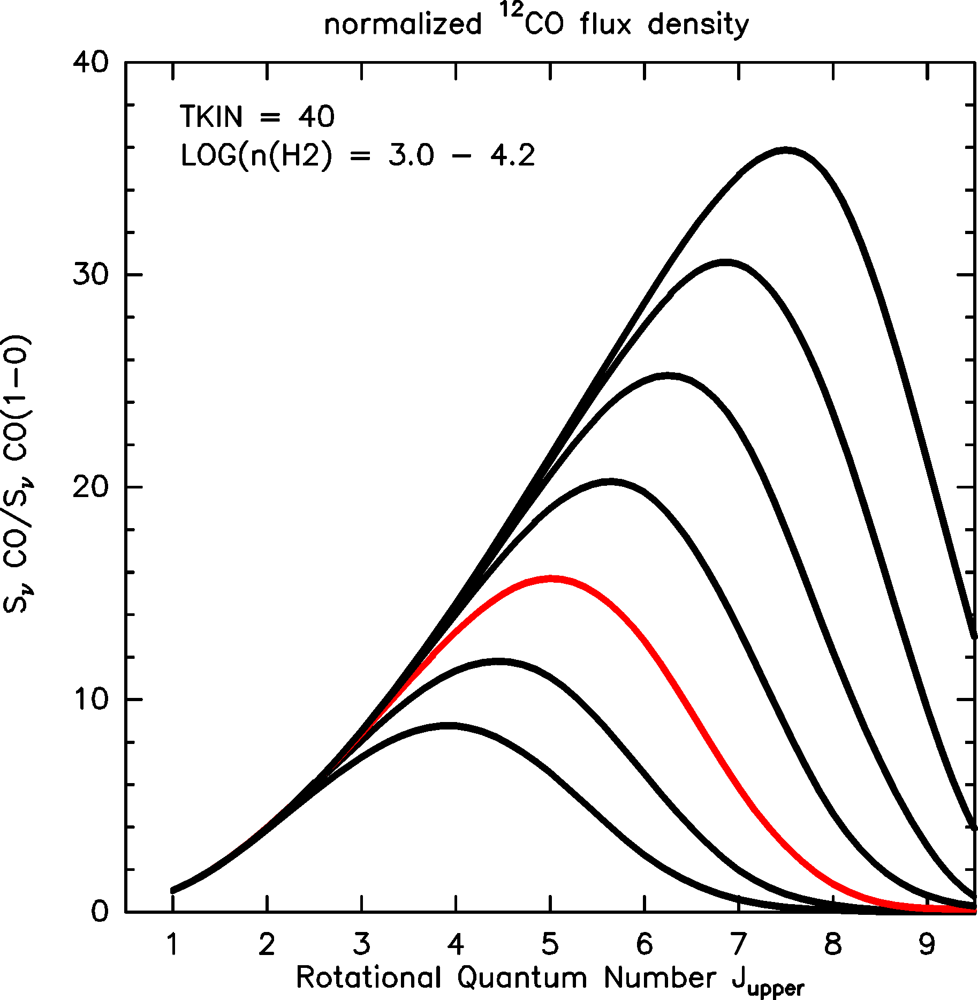 normalized ¹²CO flux density
40
30
20
10
0
TKIN = 40
LOG(n(H2) = 3.0 – 4.2
S_ν CO/S_ν CO(1–0)
1 2 3 4 5 6 7 8 9
Rotational Quantum Number J_upper